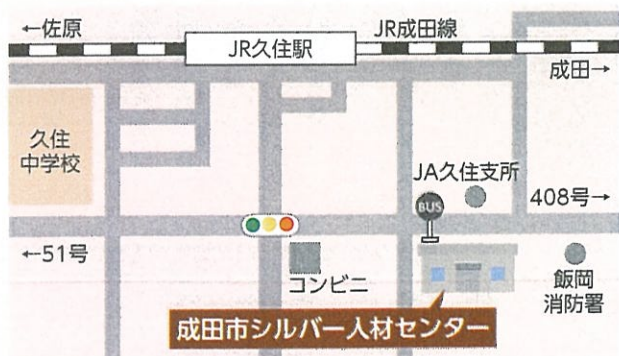 ←佐原
JR久住駅
JR成田線
成田→
久住
中学校
JA久住支所
BUS
408号→
←51号
コンビニ
飯岡
消防署
成田市シルバー人材センター